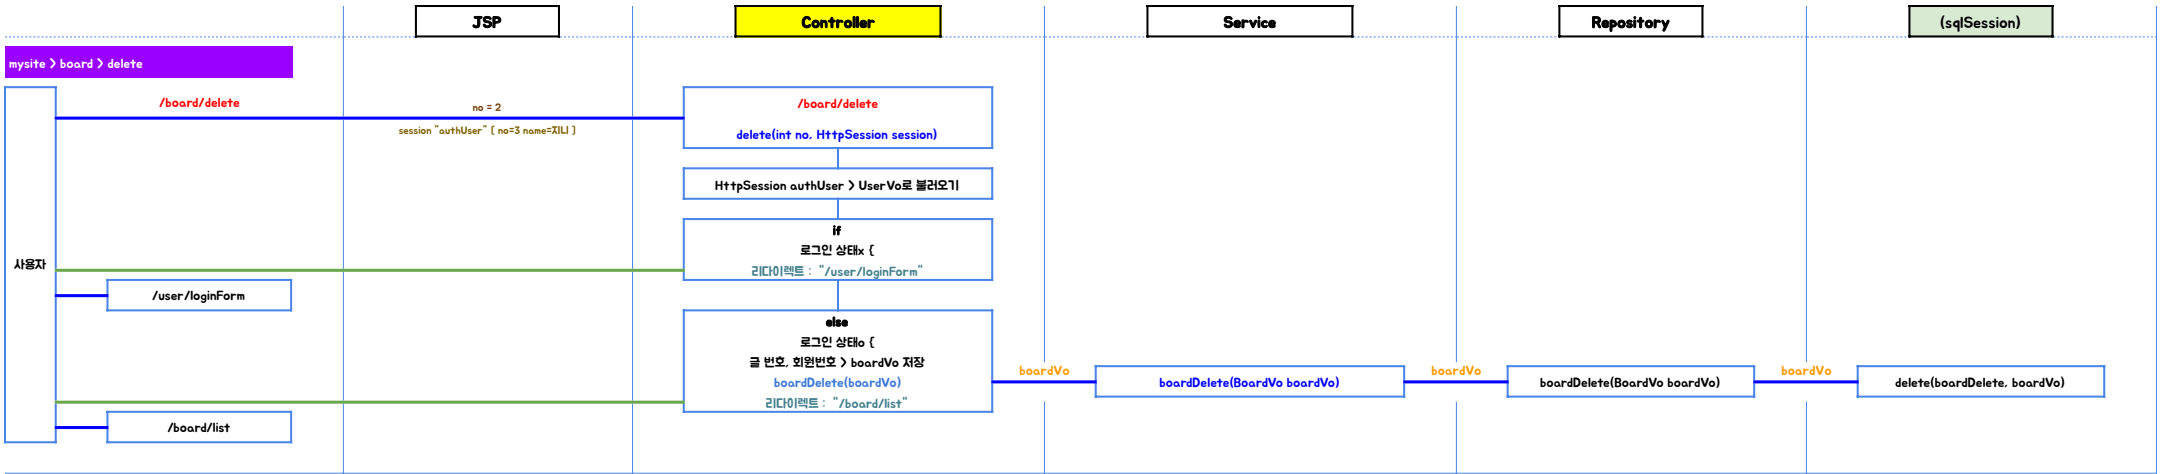 JSP
Controller
Service
Repository
(sqlSession)
mysite > board > delete
/board/delete
no = 2
session "authUser" [ no=3 name=지니 ]
/board/delete
delete(int no, HttpSession session)
HttpSession authUser > UserVo로 불러오기
if
로그인 상태x {
리다이렉트 : "/user/loginForm"
사용자
/user/loginForm
else
로그인 상태o {
글 번호, 회원번호 > boardVo 저장
boardDelete(boardVo)
리다이렉트 : "/board/list"
boardVo
boardDelete(BoardVo boardVo)
boardVo
boardDelete(BoardVo boardVo)
boardVo
delete(boardDelete, boardVo)
/board/list